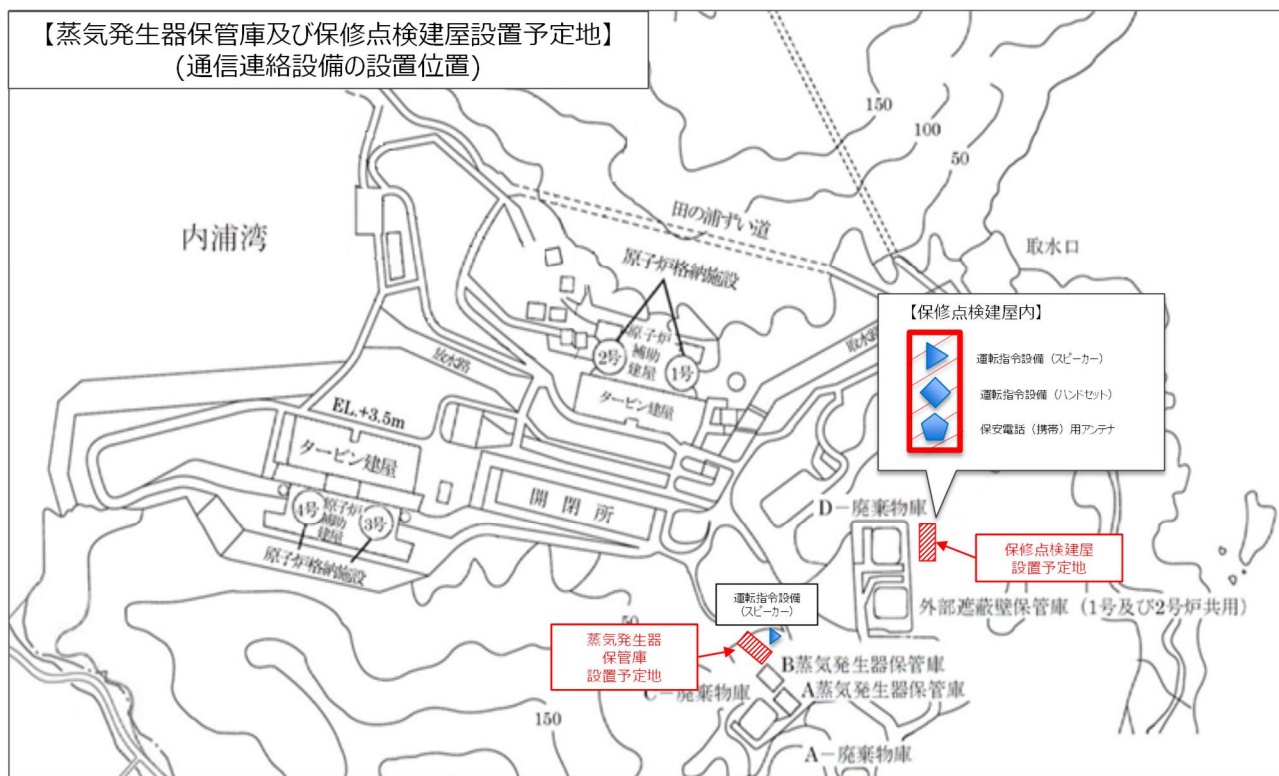 【蒸気発生器保管庫及び保修点検建屋設置予定地】
(通信連絡設備の設置位置)
150
100
50
田の浦ずい道
内浦湾
取水口
原子炉格納施設
【保修点検建屋内】
運転指令設備（スピーカー）
運転指令設備（ハンドセット）
保安電話（携帯）用アンテナ
原子炉
補助
建屋
2号
1号
取水路
放水路
タービン建屋
EL.+3.5m
タービン建屋
開閉所
D－廃棄物庫
4号
原子炉
補助
建屋
3号
原子炉格納施設
保修点検建屋
設置予定地
運転指令設備
（スピーカー）
外部遮蔽壁保管庫（1号及び2号炉共用）
50
蒸気発生器
保管庫
設置予定地
B蒸気発生器保管庫
A蒸気発生器保管庫
C－廃棄物庫
150
A－廃棄物庫